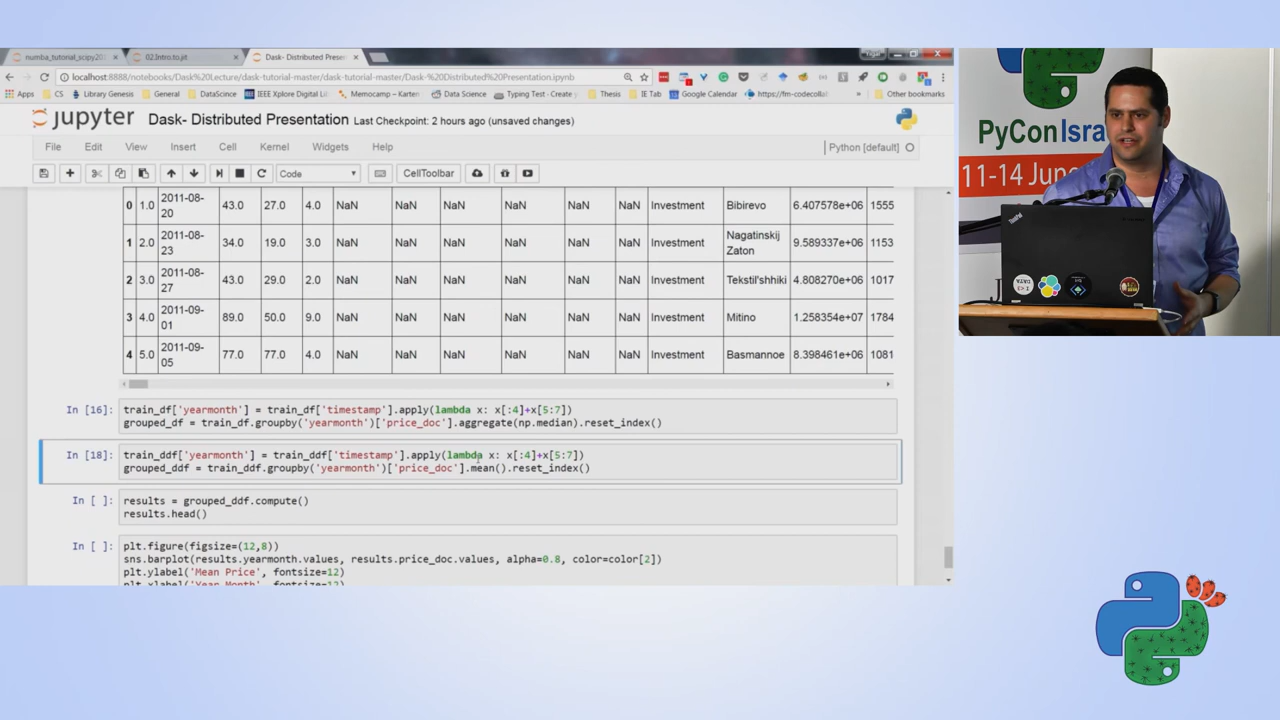 numba_tutorial_scipy201
02.Intro.to.jit
Dask- Distributed Prese
localhost:8888/notebooks/Dask%20Lecture/dask-tutorial-master/dask-tutorial-master/Dask-%20Distributed%20Presentation.ipynb
Apps CS Library Genesis General DataScince IEEE Xplore Digital L Memocamp – Karten Data Science Typing Test - Create Thesis IE Tab Google Calendar https://fm-codecollab » Other bookmarks
jupyter Dask- Distributed Presentation Last Checkpoint: 2 hours ago (unsaved changes)
File Edit View Insert Cell Kernel Widgets Help Python [default]
Code CellToolbar
0 1.0 2011-08-20 43.0 27.0 4.0 NaN NaN NaN NaN NaN NaN Investment Bibirevo 6.407578e+06 1555
1 2.0 2011-08-23 34.0 19.0 3.0 NaN NaN NaN NaN NaN NaN Investment Nagatinskij Zaton 9.589337e+06 1153
2 3.0 2011-08-27 43.0 29.0 2.0 NaN NaN NaN NaN NaN NaN Investment Tekstil'shhiki 4.808270e+06 1017
3 4.0 2011-09-01 89.0 50.0 9.0 NaN NaN NaN NaN NaN NaN Investment Mitino 1.258354e+07 1784
4 5.0 2011-09-05 77.0 77.0 4.0 NaN NaN NaN NaN NaN NaN Investment Basmannoe 8.398461e+06 1081
In [16]: train_df['yearmonth'] = train_df['timestamp'].apply(lambda x: x[:4]+x[5:7])
grouped_df = train_df.groupby('yearmonth')['price_doc'].aggregate(np.median).reset_index()
In [18]: train_ddf['yearmonth'] = train_ddf['timestamp'].apply(lambda x: x[:4]+x[5:7])
grouped_ddf = train_ddf.groupby('yearmonth')['price_doc'].mean().reset_index()
In [ ]: results = grouped_ddf.compute()
results.head()
In [ ]: plt.figure(figsize=(12,8))
sns.barplot(results.yearmonth.values, results.price_doc.values, alpha=0.8, color=color[2])
plt.ylabel('Mean Price', fontsize=12)
plt.xlabel('Year Month', fontsize=12)
PyConIsra
11-14 June
ThinkPad
DATA